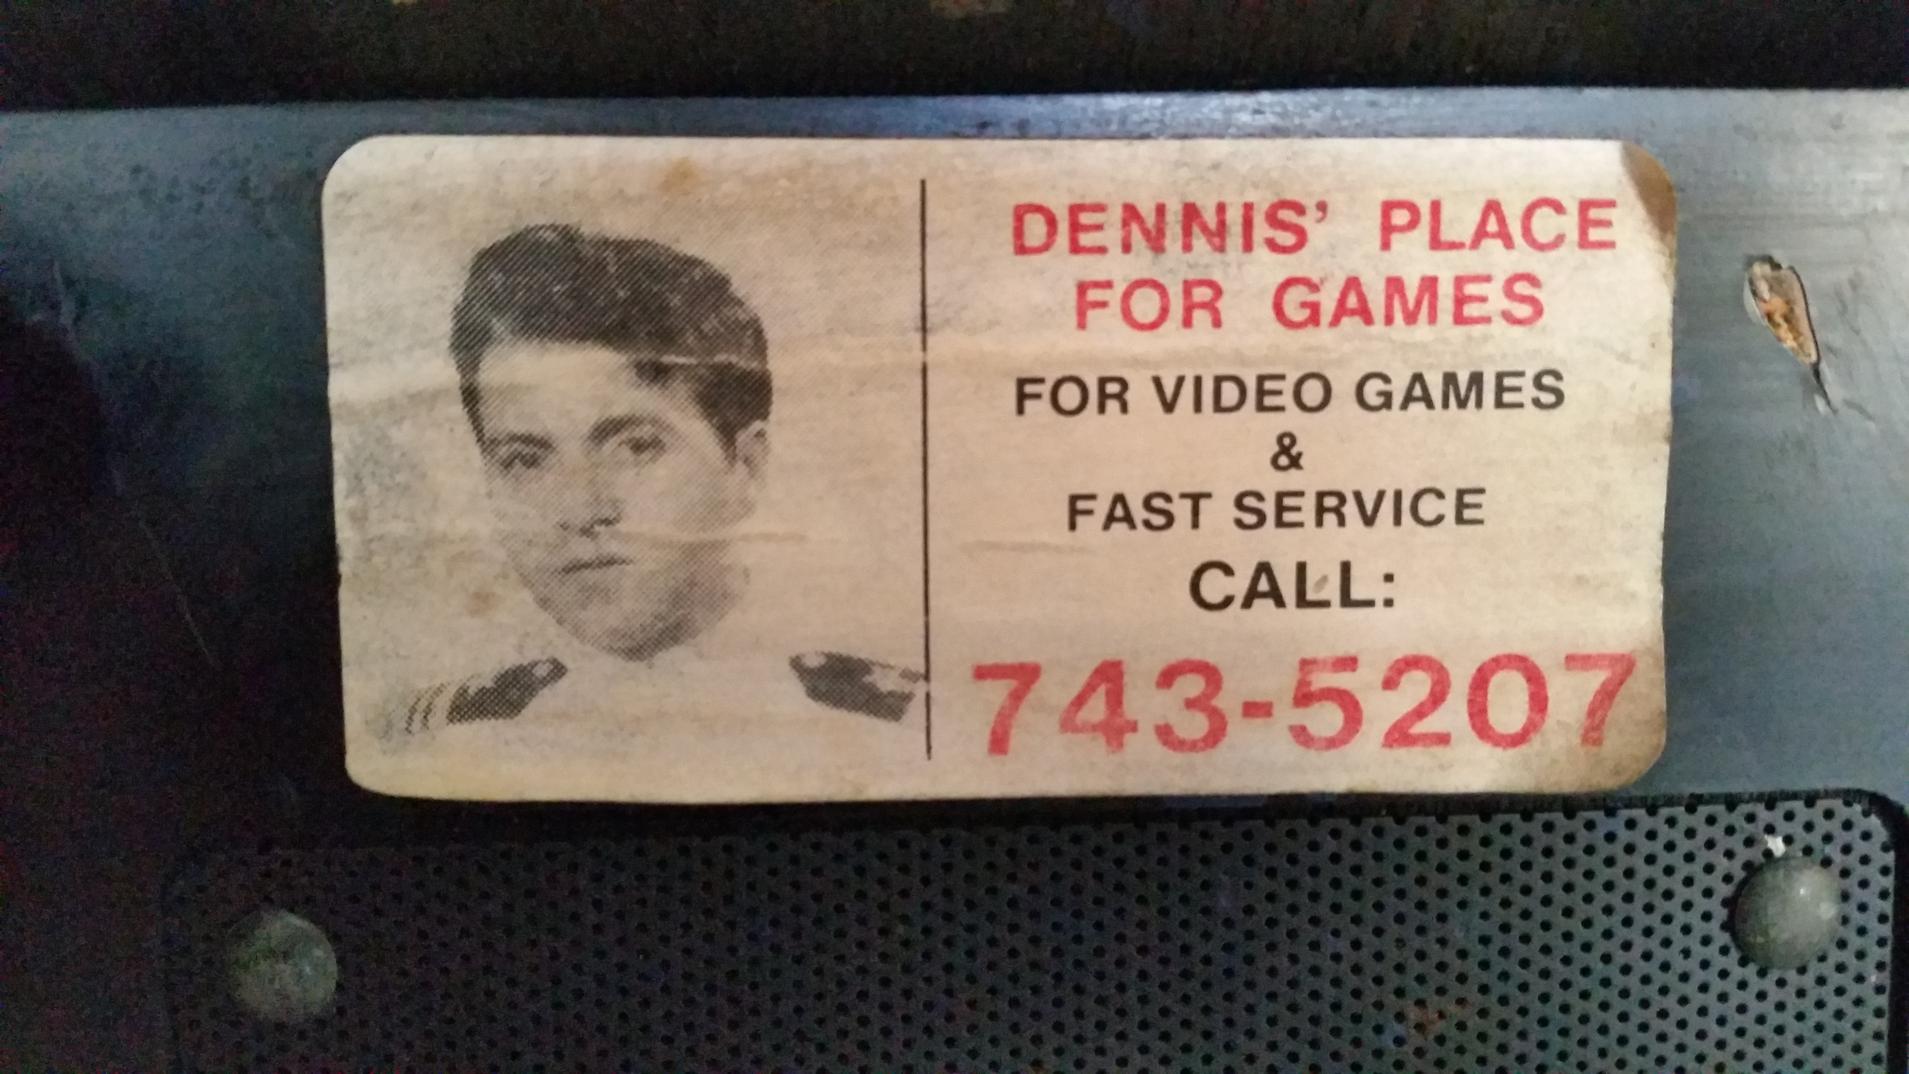 DENNIS' PLACE
FOR GAMES
FOR VIDEO GAMES
&
FAST SERVICE
CALL:
743-5207